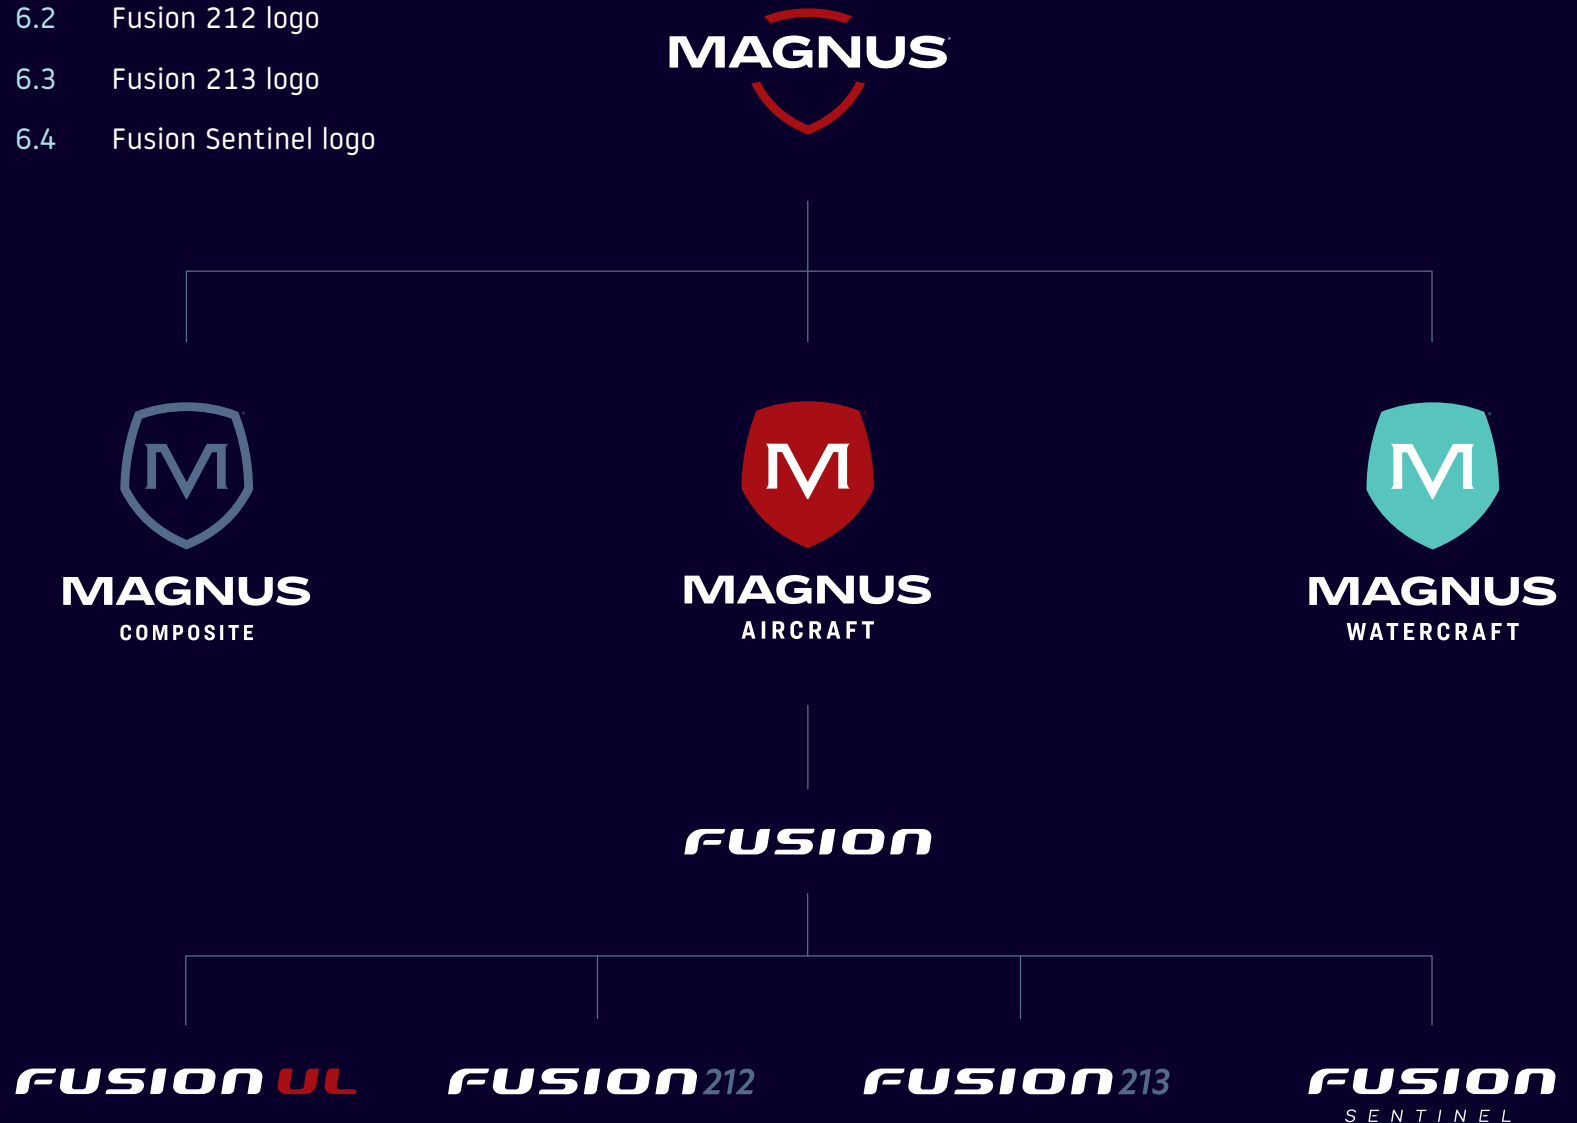 6.2 Fusion 212 logo
6.3 Fusion 213 logo
6.4 Fusion Sentinel logo
MAGNUS
M
MAGNUS
COMPOSITE
M
MAGNUS
AIRCRAFT
M
MAGNUS
WATERCRAFT
FUSION
FUSION UL
FUSION 212
FUSION 213
FUSION
SENTINEL